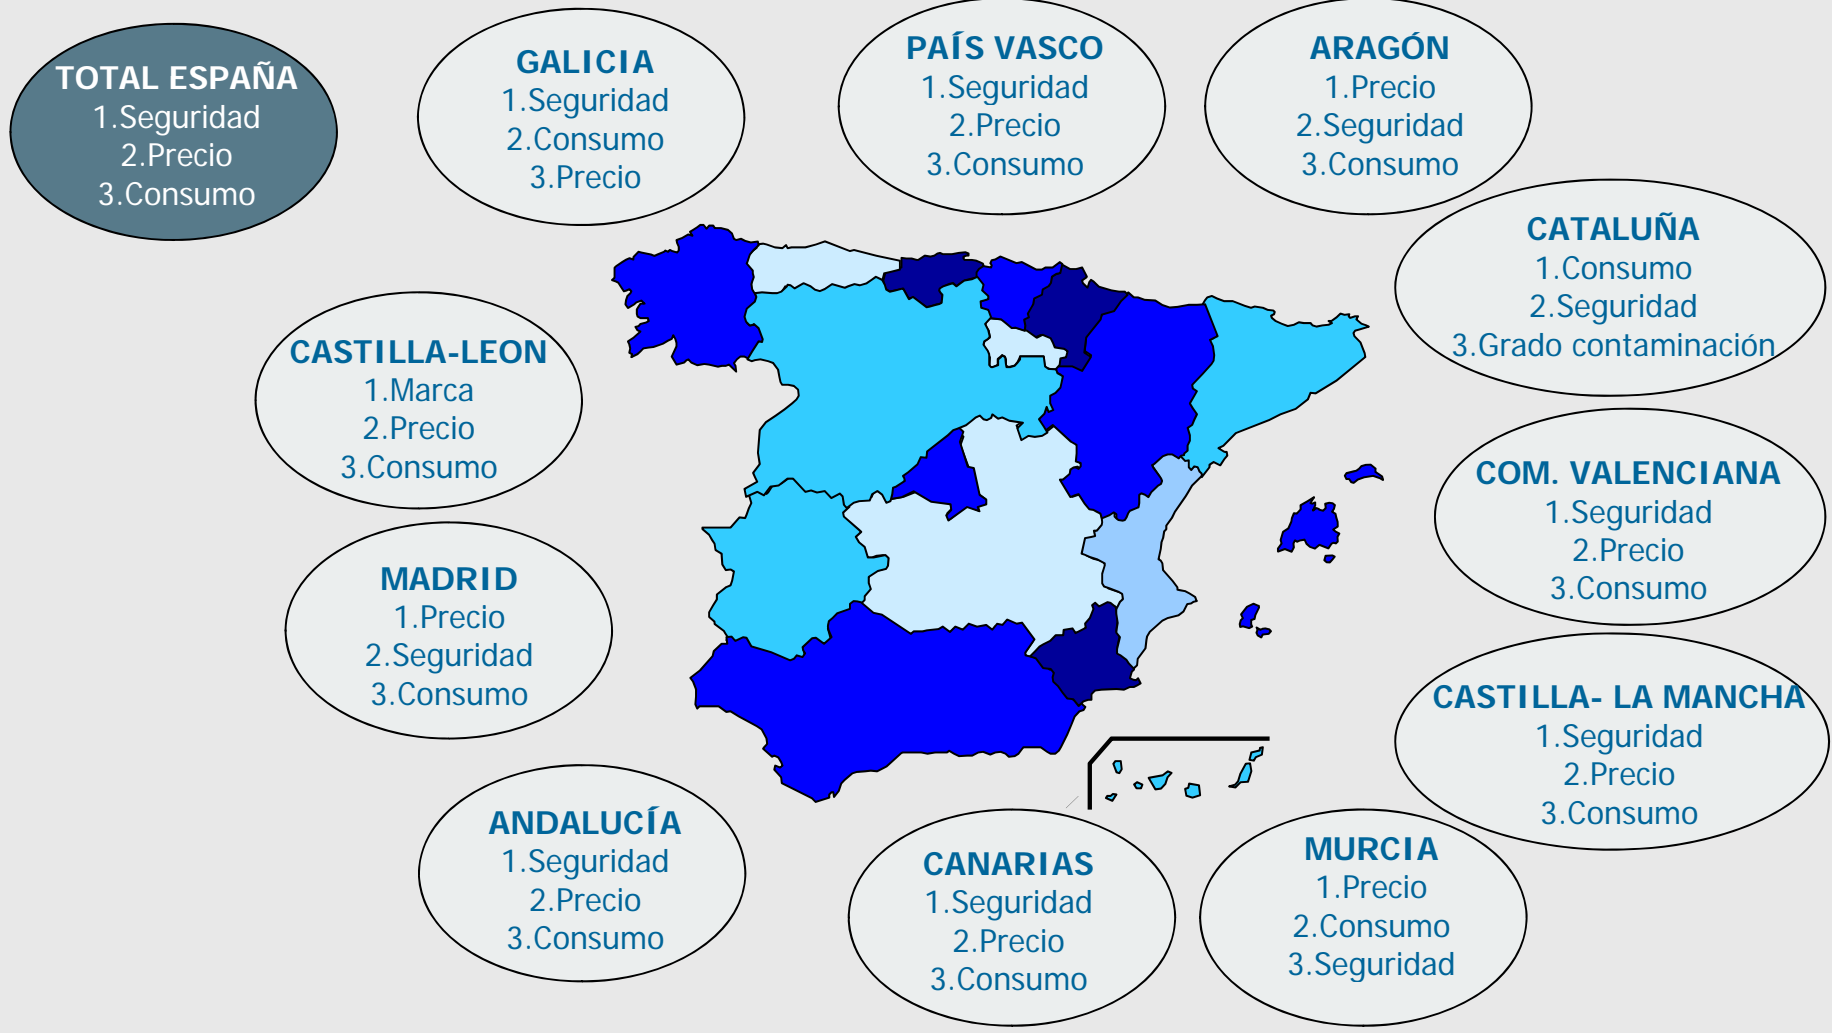 TOTAL ESPAÑA
1.Seguridad
2.Precio
3.Consumo
GALICIA
1.Seguridad
2.Consumo
3.Precio
PAÍS VASCO
1.Seguridad
2.Precio
3.Consumo
ARAGÓN
1.Precio
2.Seguridad
3.Consumo
CATALUÑA
1.Consumo
2.Seguridad
3.Grado contaminación
CASTILLA-LEON
1.Marca
2.Precio
3.Consumo
COM. VALENCIANA
1.Seguridad
2.Precio
3.Consumo
MADRID
1.Precio
2.Seguridad
3.Consumo
CASTILLA- LA MANCHA
1.Seguridad
2.Precio
3.Consumo
ANDALUCÍA
1.Seguridad
2.Precio
3.Consumo
CANARIAS
1.Seguridad
2.Precio
3.Consumo
MURCIA
1.Precio
2.Consumo
3.Seguridad